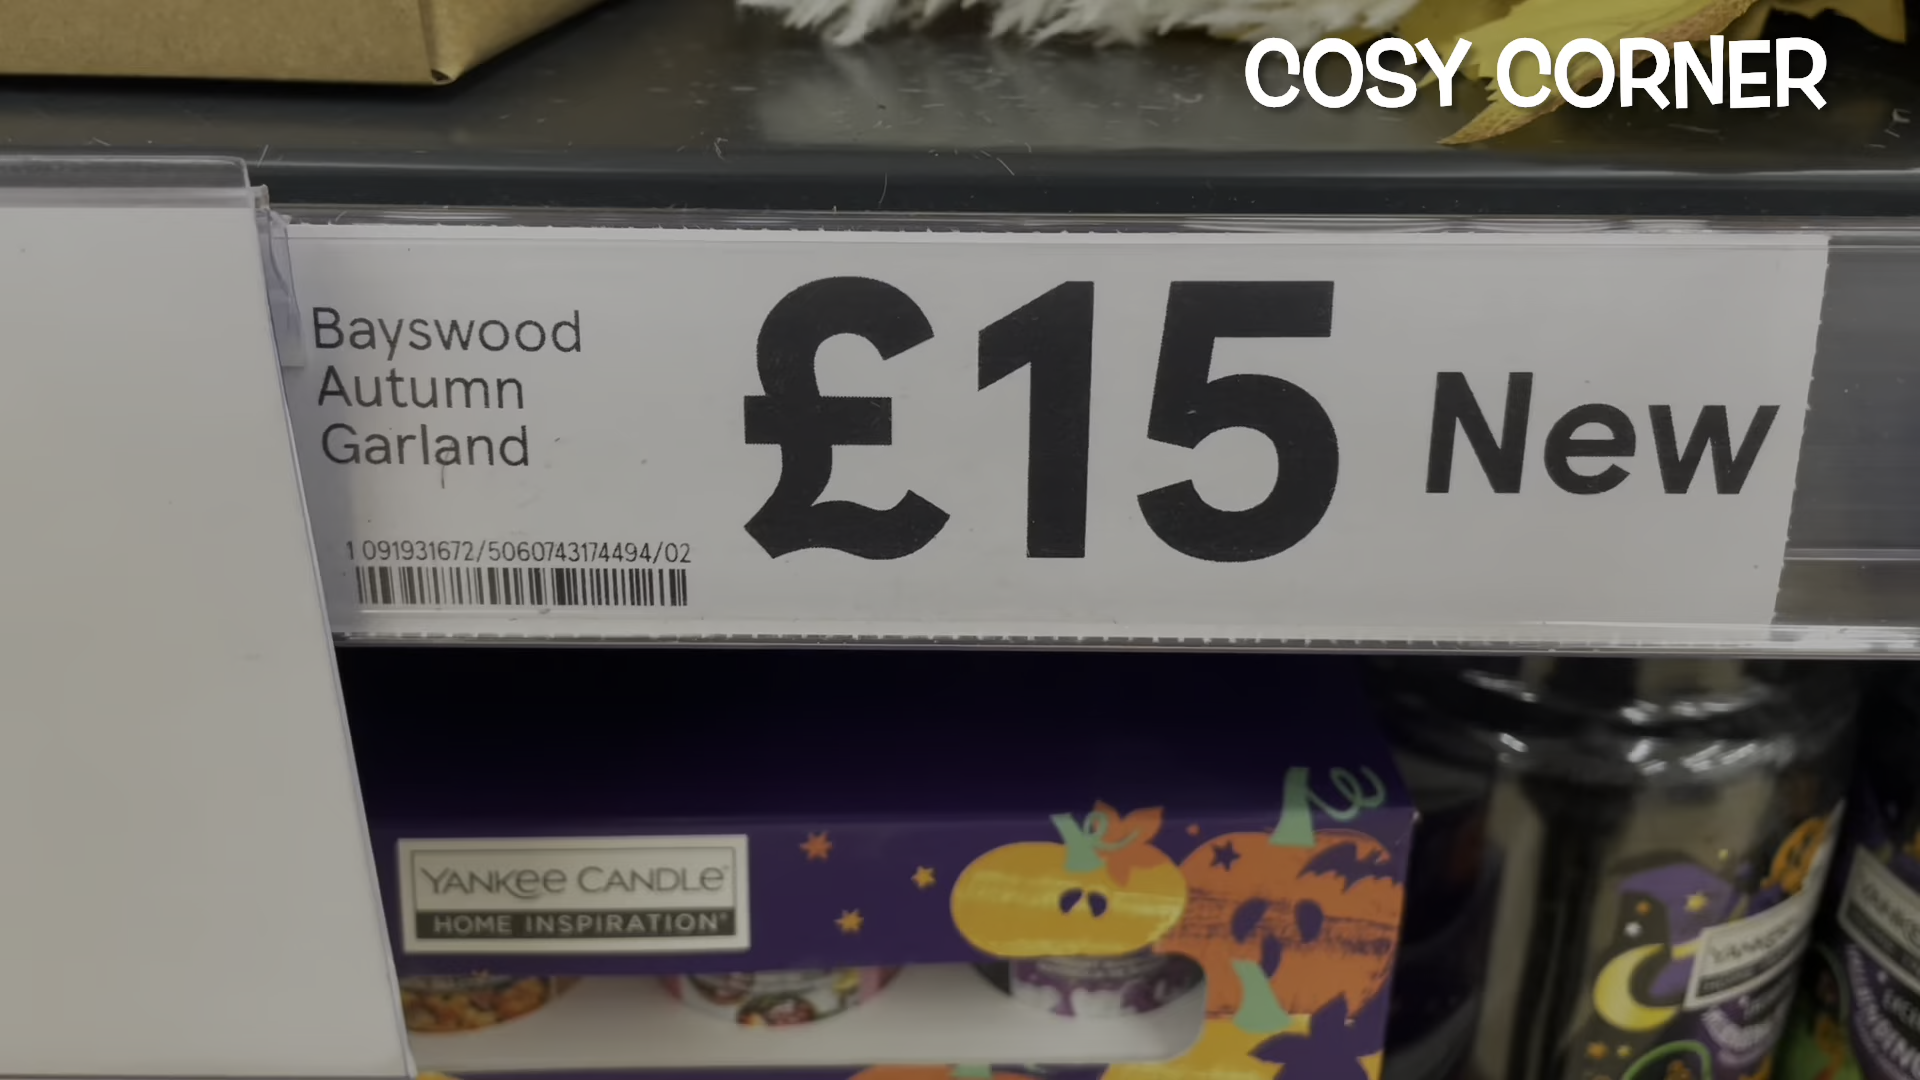 COSY CORNER
Bayswood
Autumn
Garland
£15
New
1 091931672/5060743174494/02
YANKEE CANDLE
HOME INSPIRATION